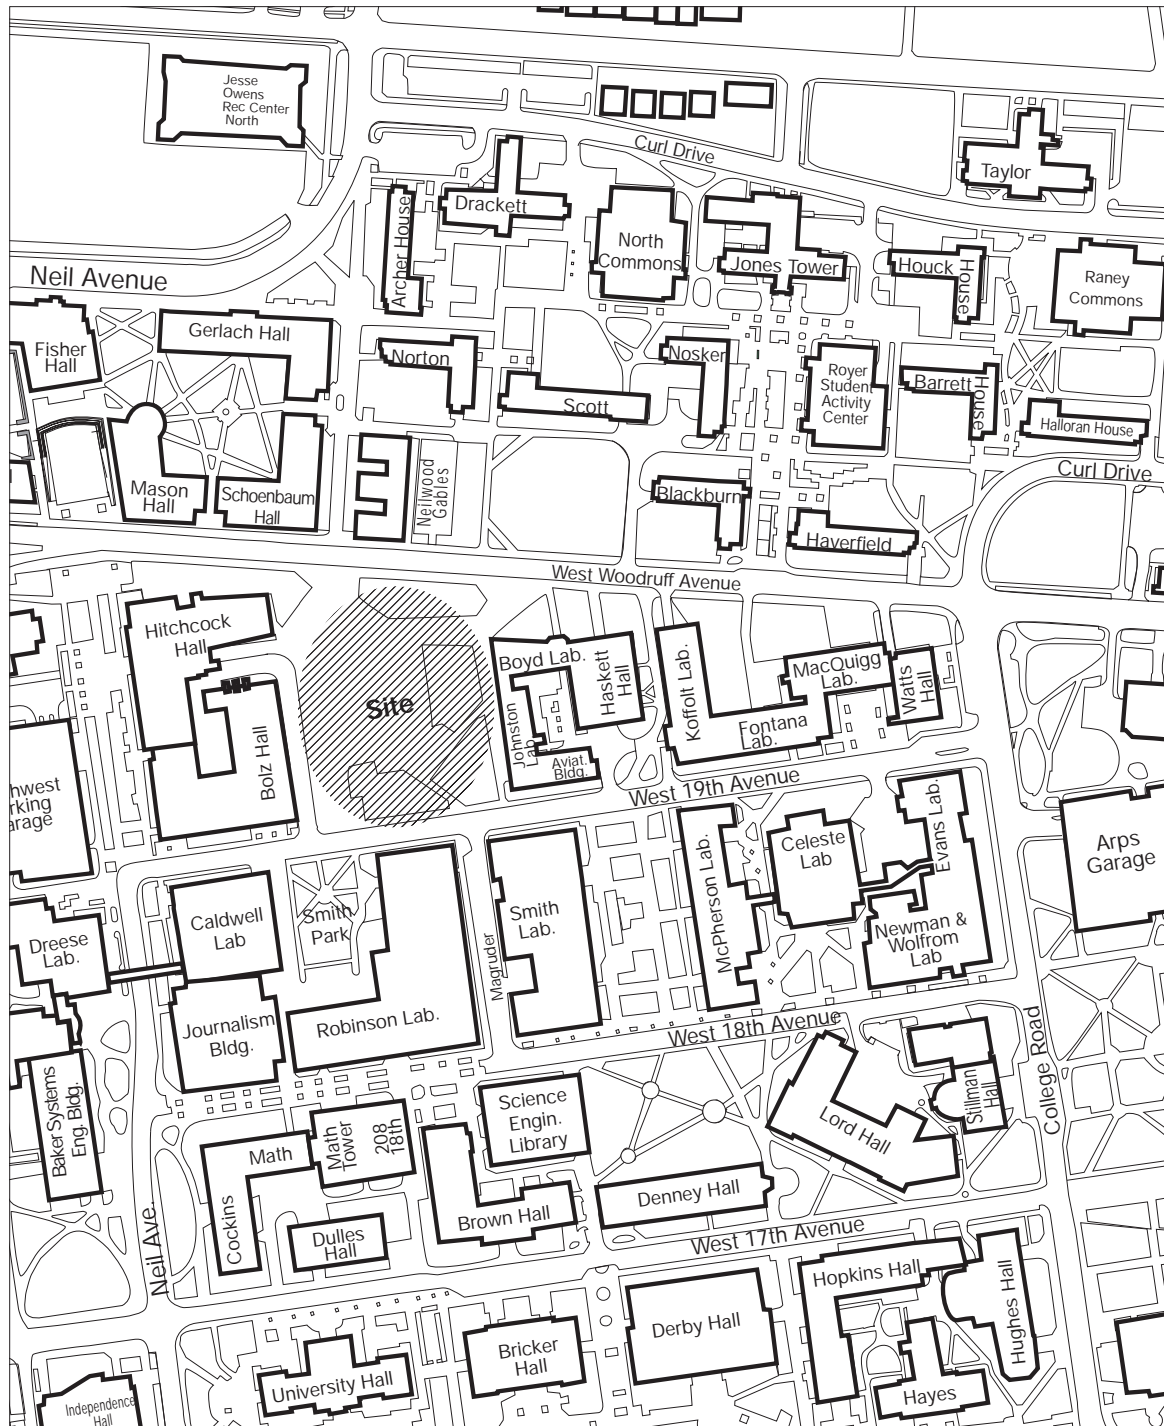 Jesse
Owens
Rec Center
North
Curl Drive
Taylor
Drackett
Archer House
North
Commons
Jones Tower
Houck
House
Raney
Commons
Neil Avenue
Fisher
Hall
Gerlach Hall
Norton
Scott
Nosker
Royer
Student
Activity
Center
Barrett
House
Halloran House
Curl Drive
Mason
Hall
Schoenbaum
Hall
Neilwood
Gables
Blackburn
Haverfield
West Woodruff Avenue
Hitchcock
Hall
Site
Boyd Lab.
Haskett
Hall
Johnston
Lab.
Aviat.
Bldg.
Koffolt Lab.
MacQuigg
Lab.
Watts
Hall
Fontana
Lab.
Bolz Hall
hwest
rking
arage
West 19th Avenue
McPherson Lab.
Celeste
Lab
Evans Lab.
Arps
Garage
Dreese
Lab.
Caldwell
Lab
Smith
Park
Magruder
Smith
Lab.
Newman &
Wolfrom
Lab
Journalism
Bldg.
Robinson Lab.
West 18th Avenue
College Road
Baker Systems
Eng. Bldg.
Science
Engin.
Library
Lord Hall
Stillman
Hall
Math
Math
Tower
208
18th
Cockins
Dulles
Hall
Brown Hall
Denney Hall
West 17th Avenue
Neil Ave.
Hopkins Hall
Hughes Hall
Derby Hall
Bricker
Hall
University Hall
Hayes
Independence
Hall